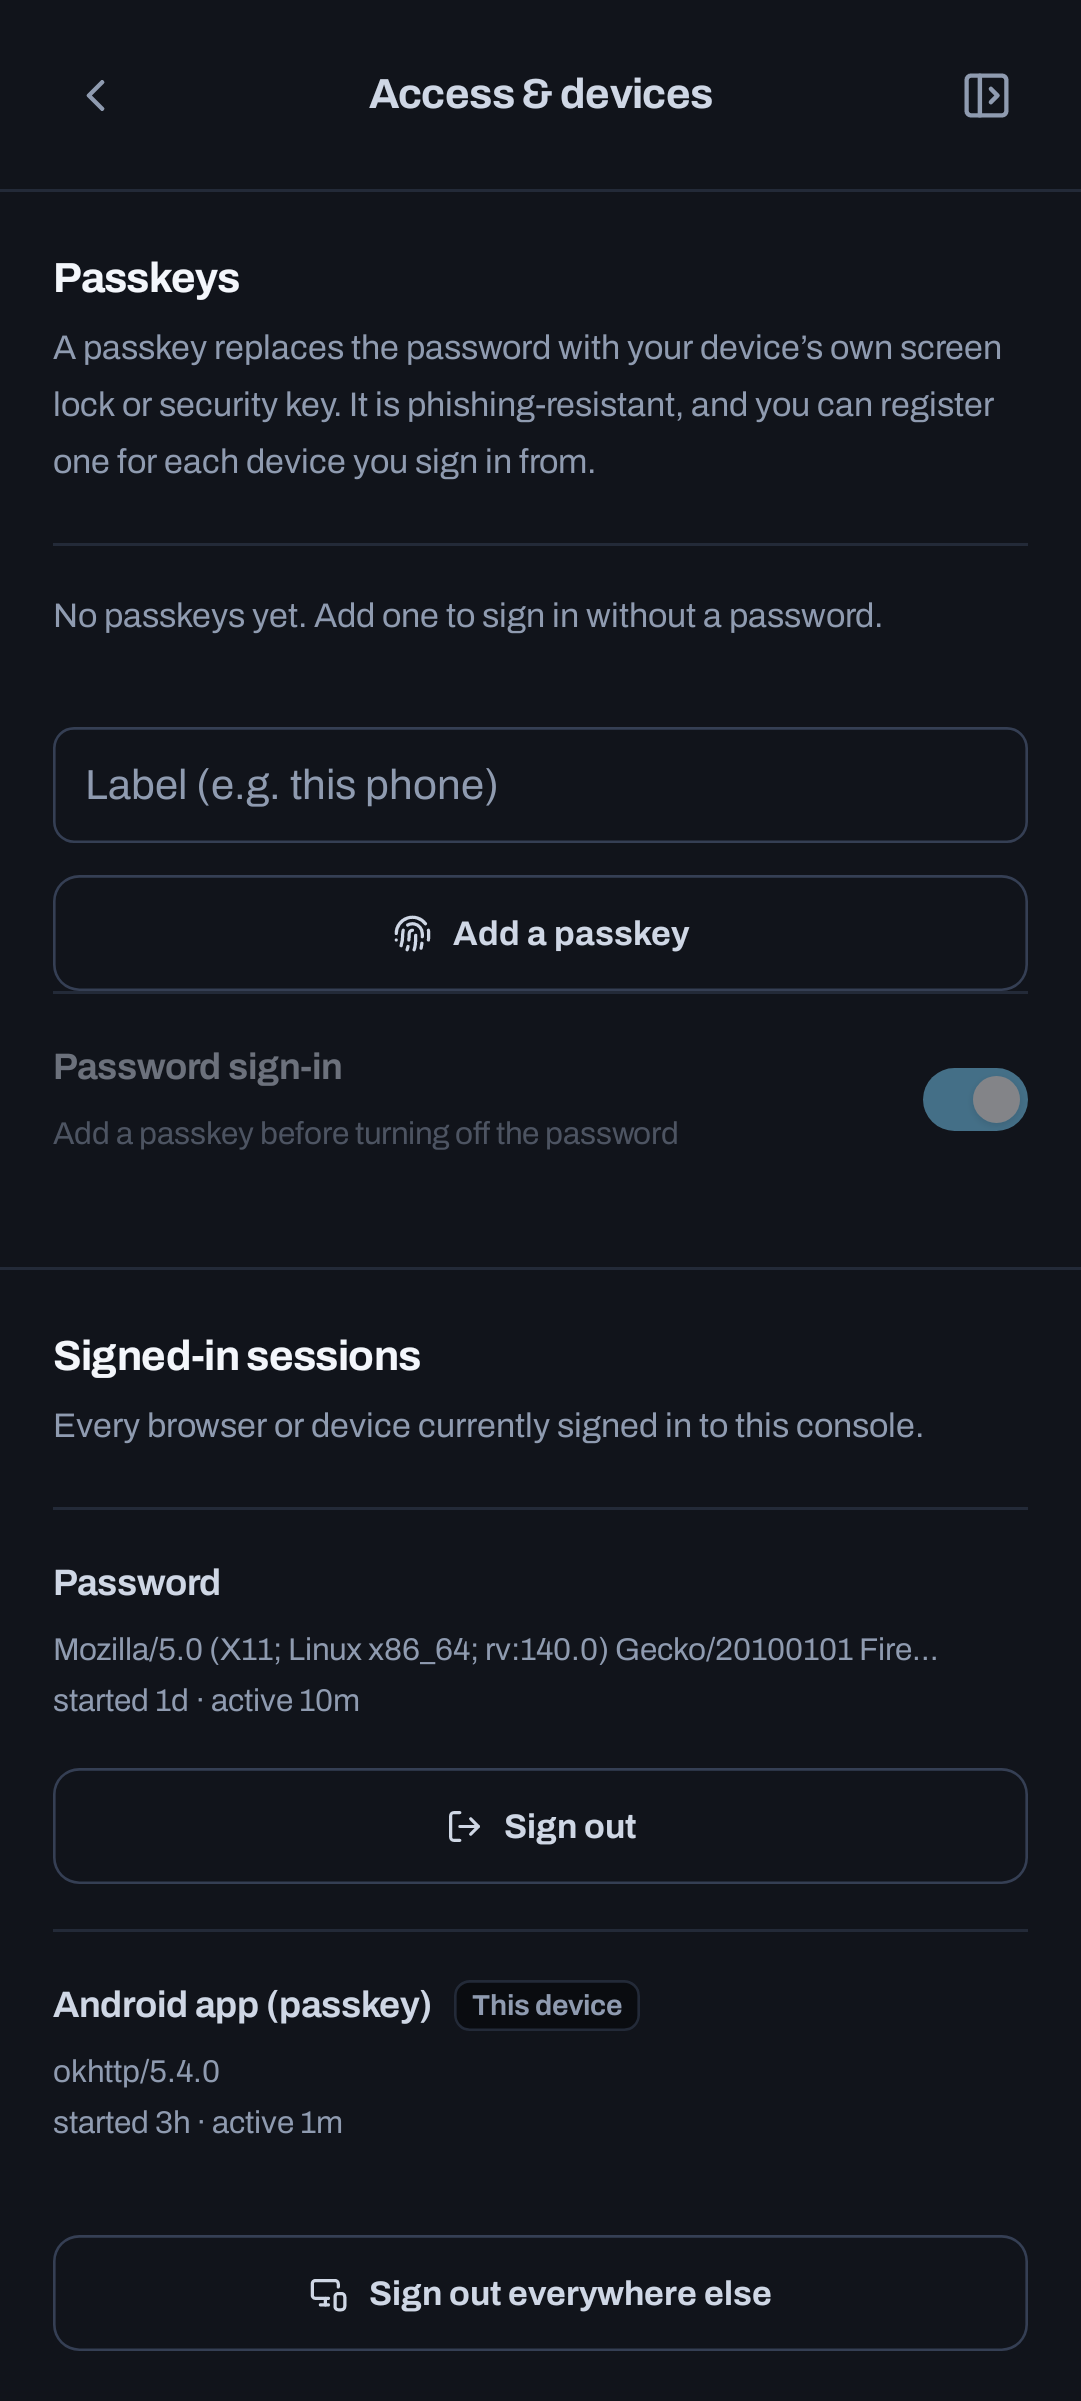 Access & devices
Passkeys
A passkey replaces the password with your device’s own screen
lock or security key. It is phishing-resistant, and you can register
one for each device you sign in from.
No passkeys yet. Add one to sign in without a password.
Label (e.g. this phone)
Add a passkey
Password sign-in
Add a passkey before turning off the password
Signed-in sessions
Every browser or device currently signed in to this console.
Password
Mozilla/5.0 (X11; Linux x86_64; rv:140.0) Gecko/20100101 Fire...
started 1d · active 10m
Sign out
Android app (passkey) This device
okhttp/5.4.0
started 3h · active 1m
Sign out everywhere else